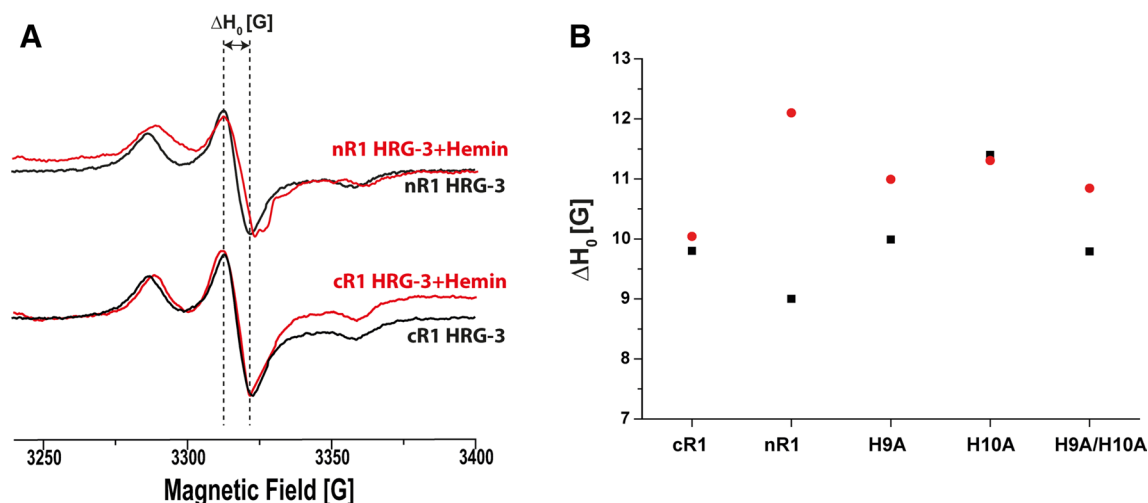 A
ΔH₀ [G]
nR1 HRG-3+Hemin
nR1 HRG-3
cR1 HRG-3+Hemin
cR1 HRG-3
3250 3300 3350 3400
Magnetic Field [G]
B
13
12
11
10
9
8
7
ΔH₀ [G]
cR1 nR1 H9A H10A H9A/H10A